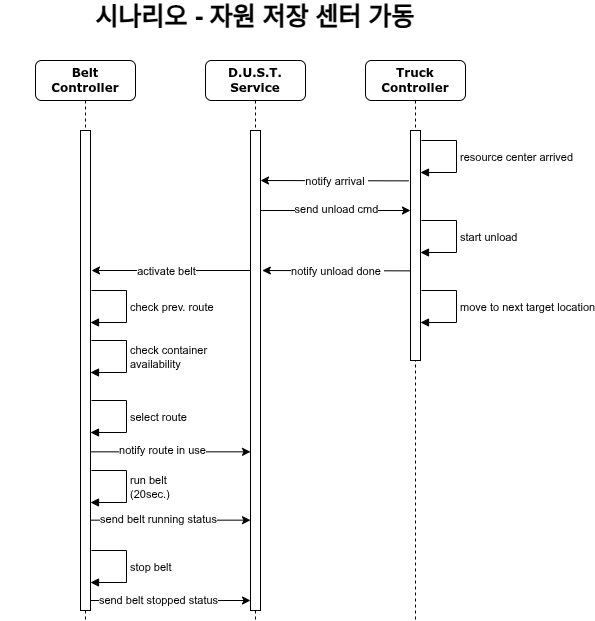 시나리오 - 자원 저장 센터 가동
Belt
Controller
D.U.S.T.
Service
Truck
Controller
resource center arrived
notify arrival
send unload cmd
start unload
activate belt
notify unload done
check prev. route
move to next target location
check container
availability
select route
notify route in use
run belt
(20sec.)
send belt running status
stop belt
send belt stopped status